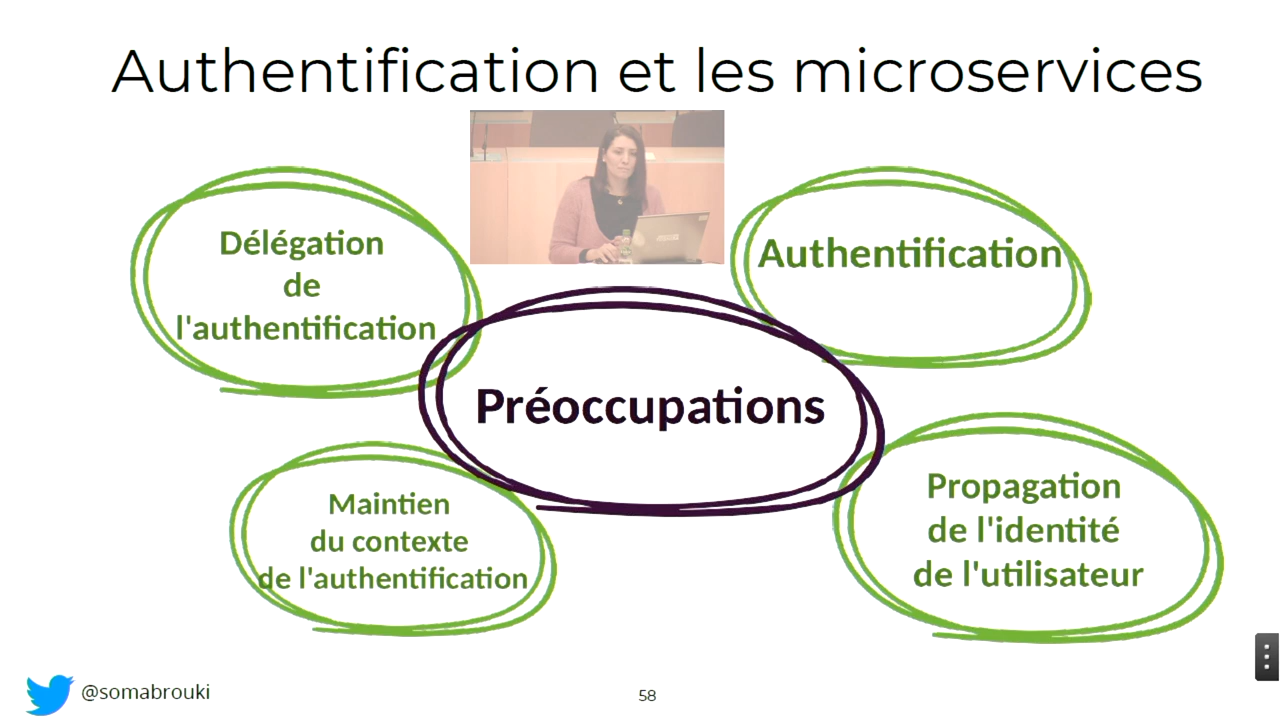 Authentification et les microservices
Délégation
de
l'authentification
Authentification
Préoccupations
Maintien
du contexte
de l'authentification
Propagation
de l'identité
de l'utilisateur
@somabrouki
58